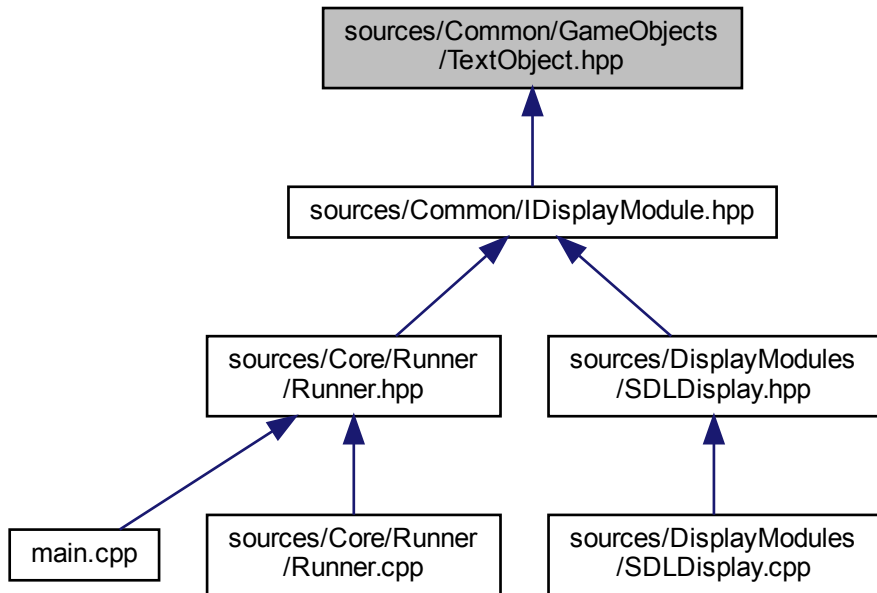 sources/Common/GameObjects
/TextObject.hpp
sources/Common/IDisplayModule.hpp
sources/Core/Runner
/Runner.hpp
sources/DisplayModules
/SDLDisplay.hpp
main.cpp
sources/Core/Runner
/Runner.cpp
sources/DisplayModules
/SDLDisplay.cpp